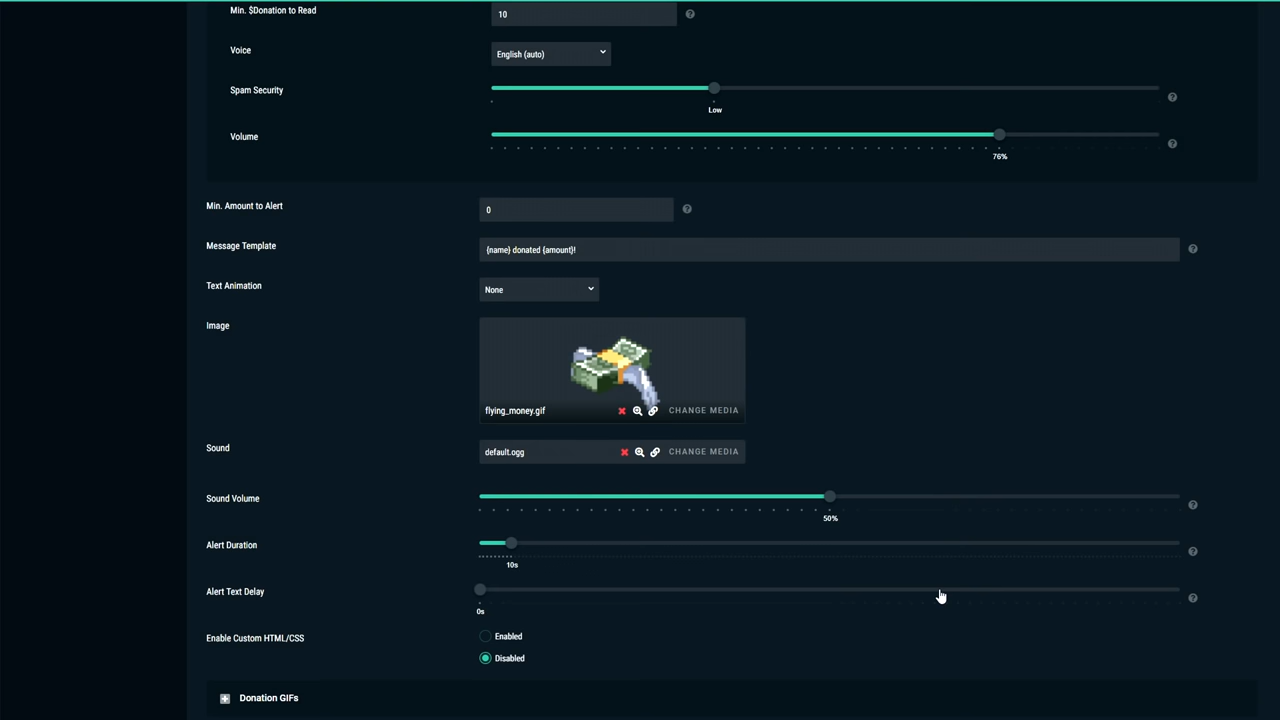 Min. $Donation to Read
10
Voice
English (auto)
Spam Security
Low
Volume
76%
Min. Amount to Alert
0
Message Template
{name} donated {amount}!
Text Animation
None
Image
flying_money.gif
CHANGE MEDIA
Sound
default.ogg
CHANGE MEDIA
Sound Volume
50%
Alert Duration
10s
Alert Text Delay
0s
Enable Custom HTML/CSS
Enabled
Disabled
Donation GIFs